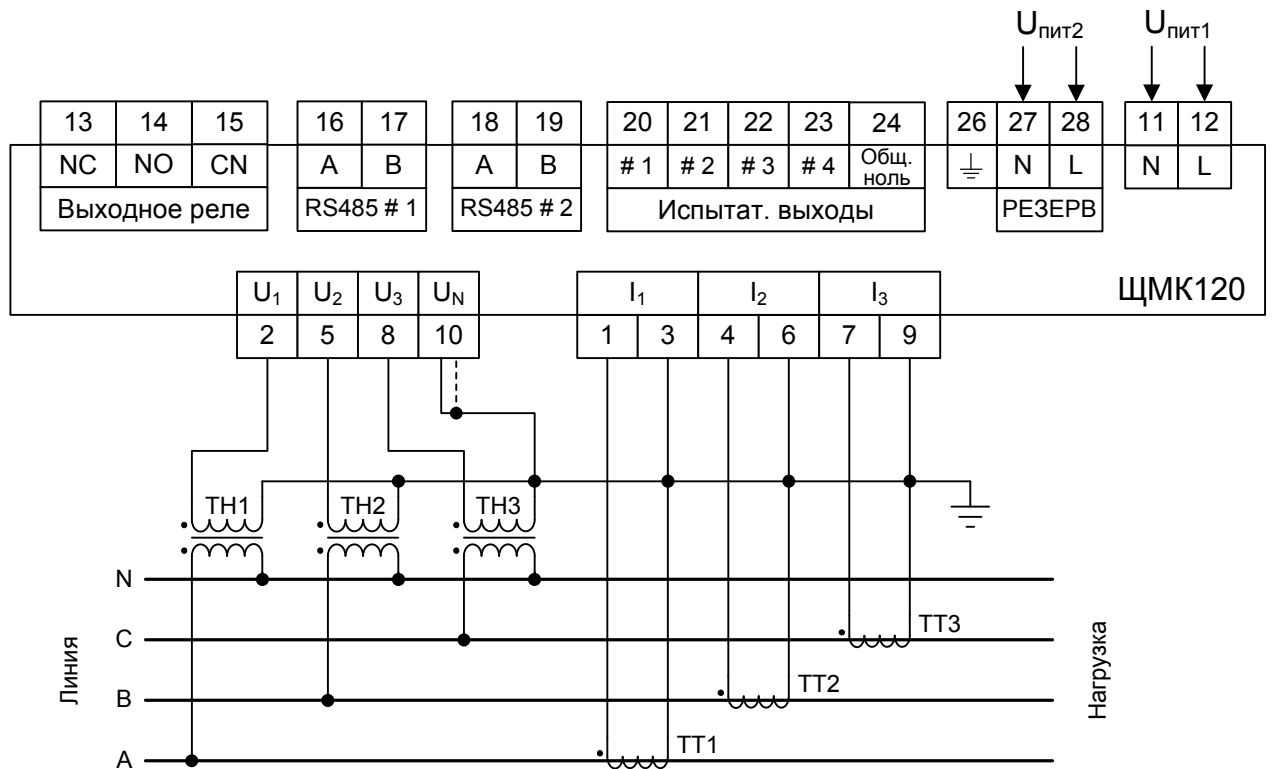 Uпит2 Uпит1
13 14 15 16 17 18 19 20 21 22 23 24 26 27 28 11 12
NC NO CN A B A B # 1 # 2 # 3 # 4 Общ. ноль N L N L
Выходное реле RS485 # 1 RS485 # 2 Испытат. выходы РЕЗЕРВ
ЩМК120
U1 U2 U3 UN I1 I2 I3
2 5 8 10 1 3 4 6 7 9
ТН1 ТН2 ТН3
N
C ТТ3
B ТТ2
A ТТ1
Линия
Нагрузка